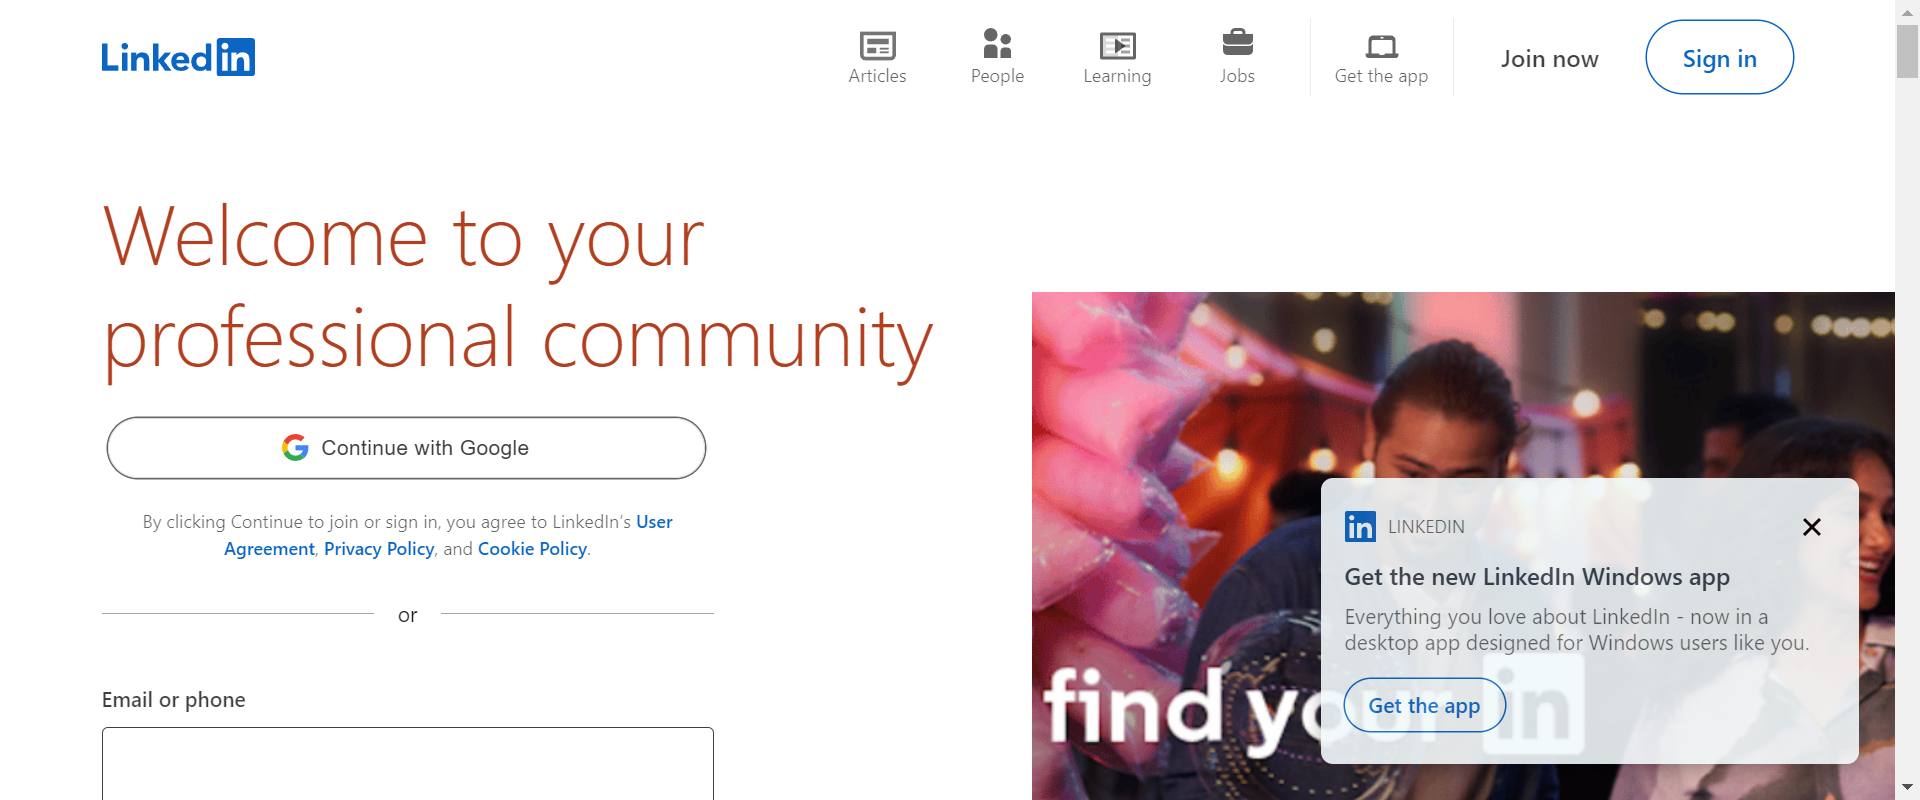 Linked in
Articles
People
Learning
Jobs
Get the app
Join now
Sign in
Welcome to your
professional community
Continue with Google
By clicking Continue to join or sign in, you agree to LinkedIn's User
Agreement, Privacy Policy, and Cookie Policy.
or
Email or phone
find your in
in LINKEDIN
Get the new LinkedIn Windows app
Everything you love about LinkedIn - now in a
desktop app designed for Windows users like you.
Get the app